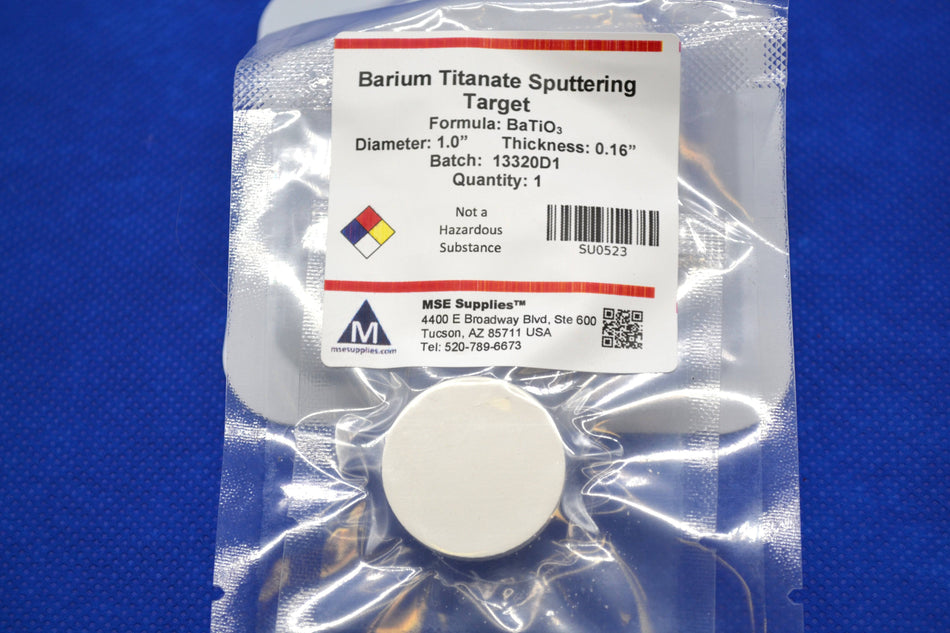 Barium Titanate Sputtering
Target
Formula: BaTiO₃
Diameter: 1.0” Thickness: 0.16”
Batch: 13320D1
Quantity: 1
Not a
Hazardous
Substance
SU0523
M
msesupplies.com
MSE Supplies™
4400 E Broadway Blvd, Ste 600
Tucson, AZ 85711 USA
Tel: 520-789-6673